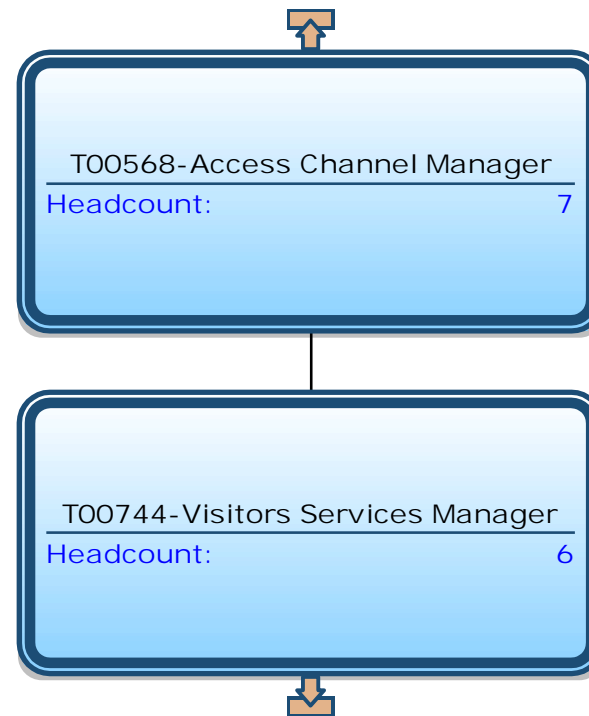 T00568-Access Channel Manager
Headcount: 7
T00744-Visitors Services Manager
Headcount: 6